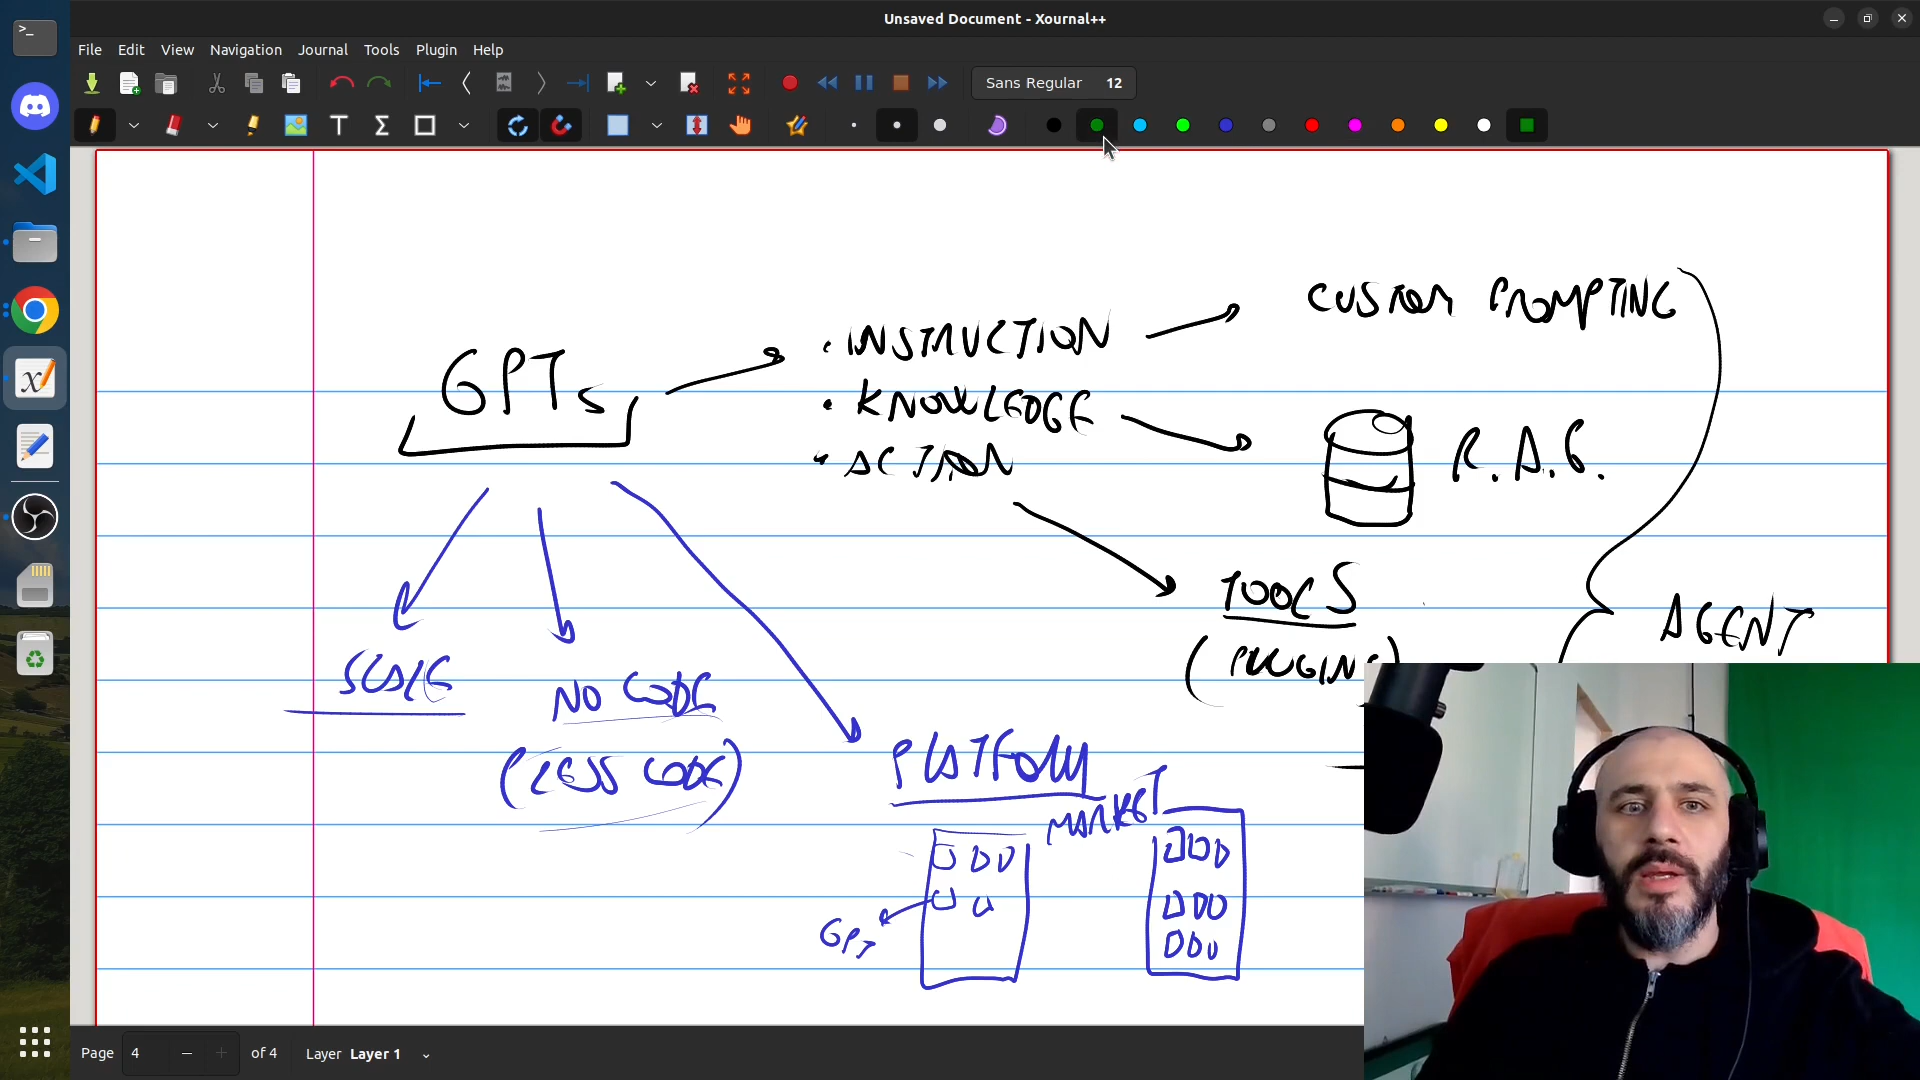 Unsaved Document - Xournal++
File Edit View Navigation Journal Tools Plugin Help
Sans Regular 12
CUSTOM PROMPTING
GPTs
• INSTRUCTION
• KNOWLEDGE
• ACTION
R.A.G.
TOOLS
(PLUGINS)
AGENT
SCALE
NO CODE
(LESS CODE)
PLATFORM
MARKET
GPT
Page 4 of 4 Layer Layer 1